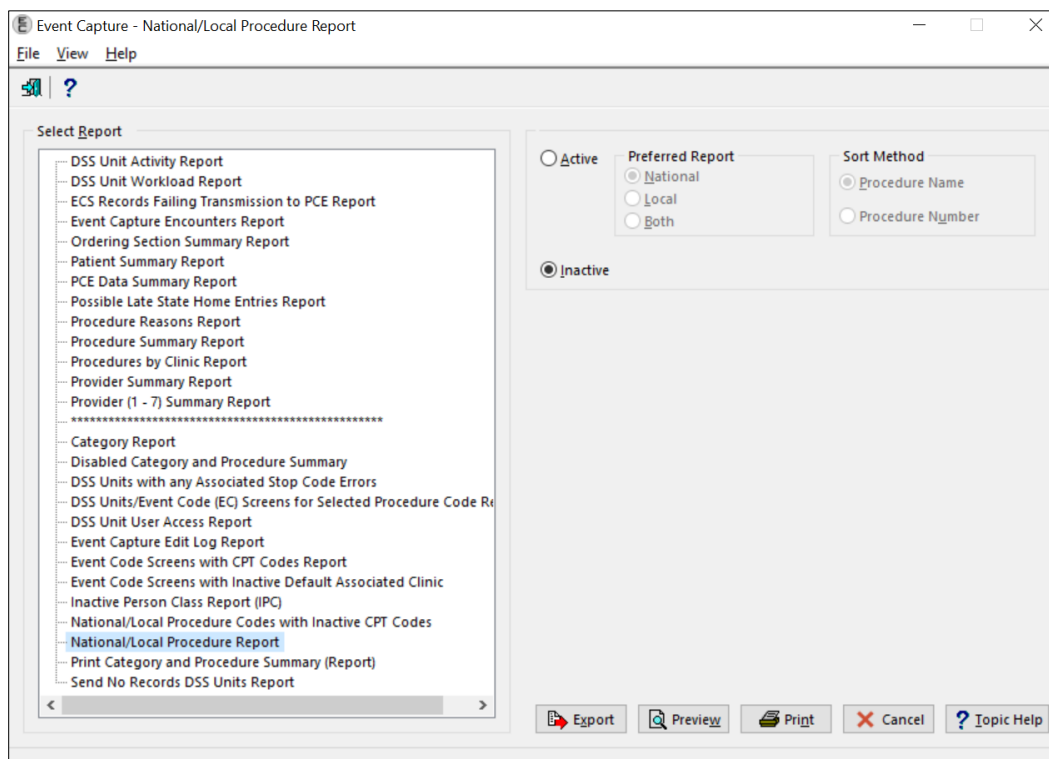 Event Capture - National/Local Procedure Report
File View Help
Select Report
DSS Unit Activity Report
DSS Unit Workload Report
ECS Records Failing Transmission to PCE Report
Event Capture Encounters Report
Ordering Section Summary Report
Patient Summary Report
PCE Data Summary Report
Possible Late State Home Entries Report
Procedure Reasons Report
Procedure Summary Report
Procedures by Clinic Report
Provider Summary Report
Provider (1 - 7) Summary Report
**************************************************
Category Report
Disabled Category and Procedure Summary
DSS Units with any Associated Stop Code Errors
DSS Units/Event Code (EC) Screens for Selected Procedure Code Re
DSS Unit User Access Report
Event Capture Edit Log Report
Event Code Screens with CPT Codes Report
Event Code Screens with Inactive Default Associated Clinic
Inactive Person Class Report (IPC)
National/Local Procedure Codes with Inactive CPT Codes
National/Local Procedure Report
Print Category and Procedure Summary (Report)
Send No Records DSS Units Report
Active
Preferred Report
National
Local
Both
Sort Method
Procedure Name
Procedure Number
Inactive
Export Preview Print Cancel ? Topic Help